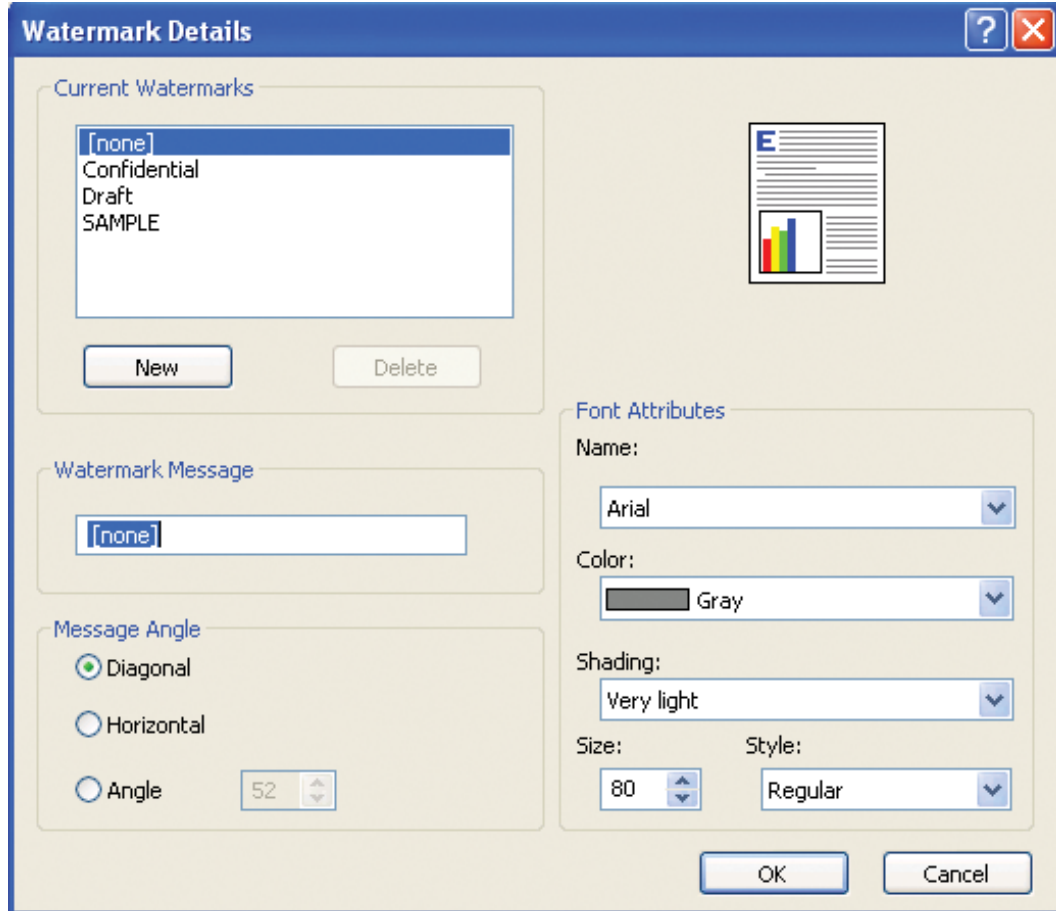 Watermark Details
?
Current Watermarks
[none]
Confidential
Draft
SAMPLE
New
Delete
E
Watermark Message
[none]
Message Angle
Diagonal
Horizontal
Angle
52
Font Attributes
Name:
Arial
Color:
Gray
Shading:
Very light
Size: Style:
80 Regular
OK Cancel